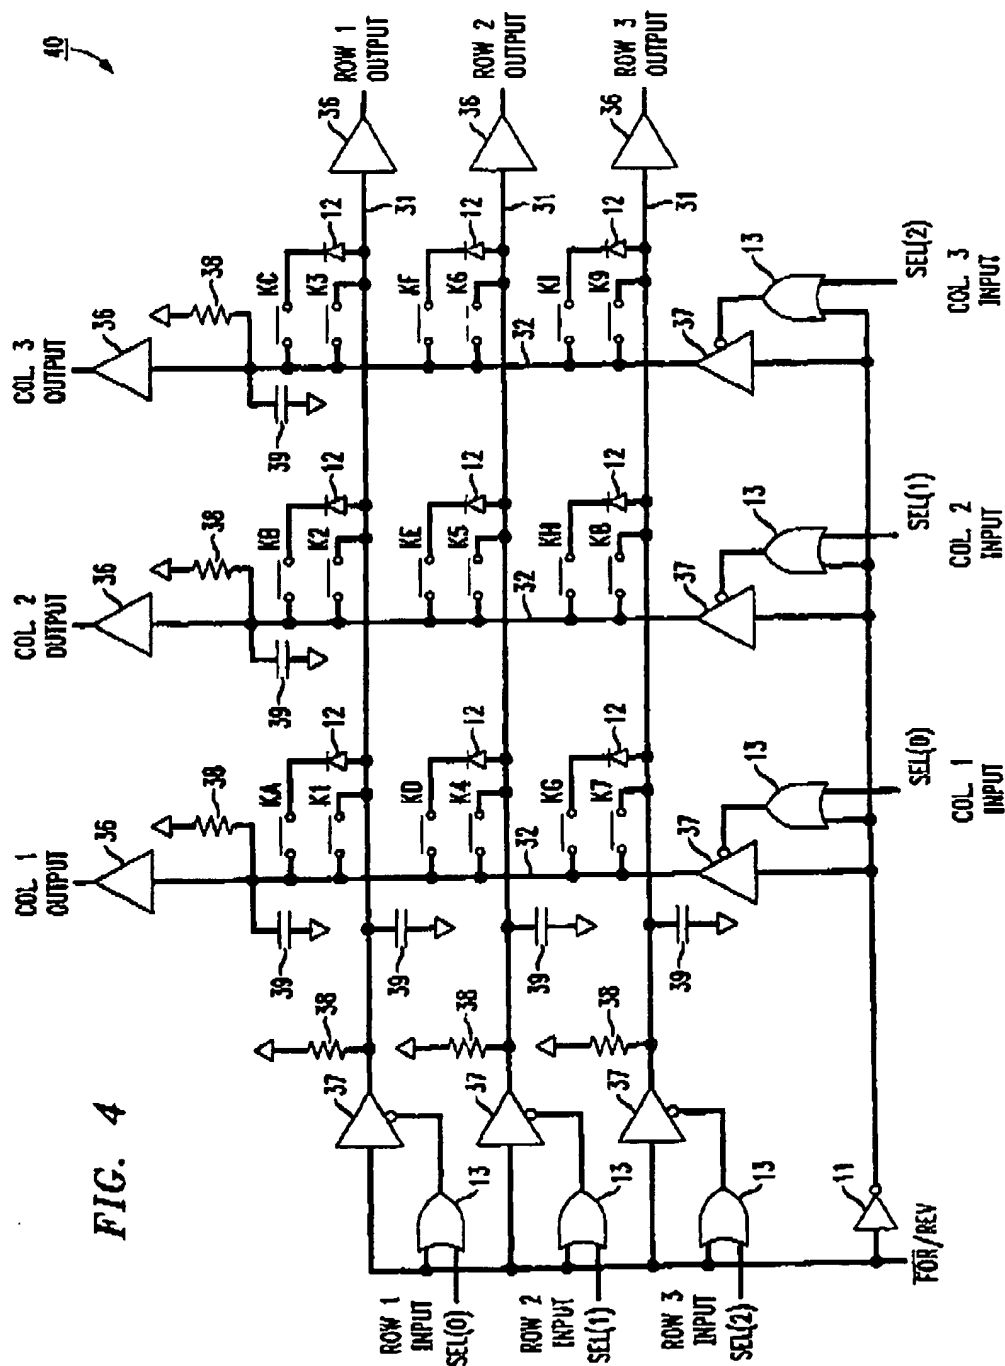 40
COL. 1
OUTPUT
COL. 2
OUTPUT
COL. 3
OUTPUT
36
36
36
38
38
38
39
39
39
KA
K1
12
KB
K2
12
KC
K3
12
36
ROW 1
OUTPUT
31
38
39
37
KD
K4
12
KE
K5
12
KF
K6
12
36
ROW 2
OUTPUT
31
38
39
37
KG
K7
12
KH
K8
12
KI
K9
12
36
ROW 3
OUTPUT
31
38
39
37
32
32
32
37
37
37
13
13
13
SEL(0)
COL. 1
INPUT
SEL(1)
COL. 2
INPUT
SEL(2)
COL. 3
INPUT
ROW 1
INPUT
SEL(0)
13
ROW 2
INPUT
SEL(1)
13
ROW 3
INPUT
SEL(2)
13
11
F̅O̅R̅/REV
FIG. 4